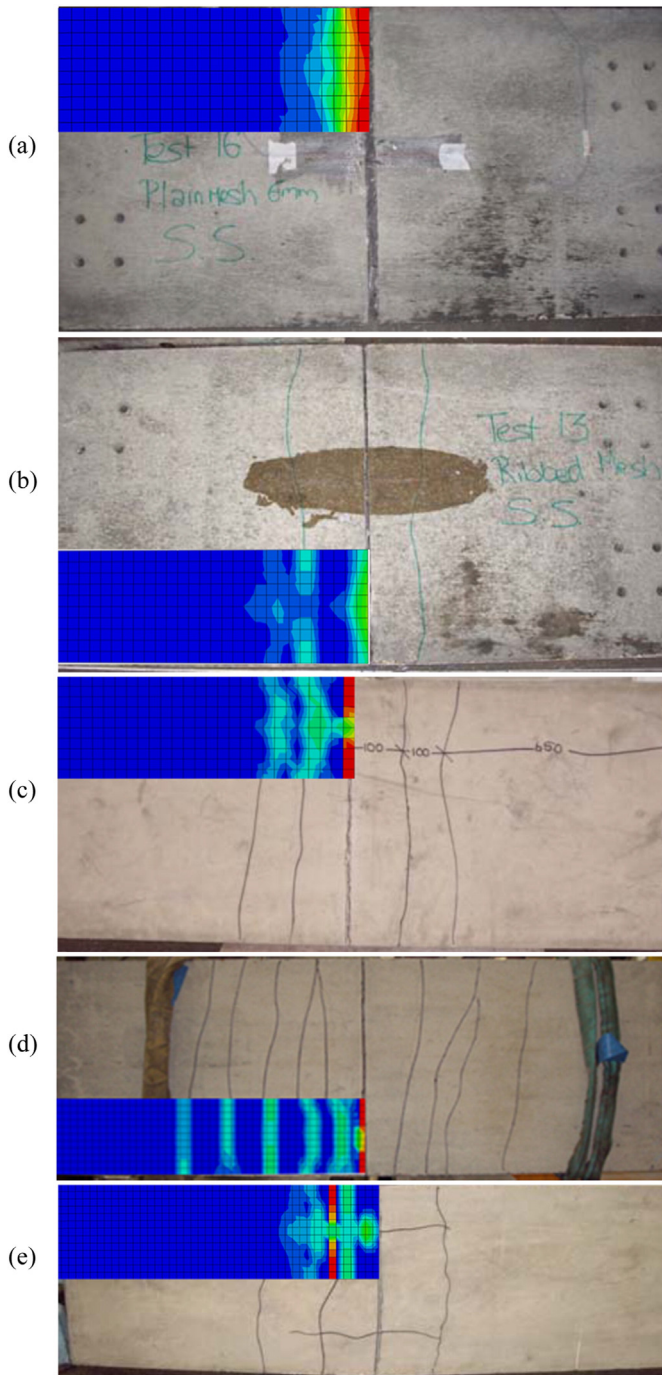 (a)
Test 16
Plain Mesh 6mm
S.S.
(b)
Test 13
Ribbed Mesh
S.S.
(c)
100 100 650
(d)
(e)